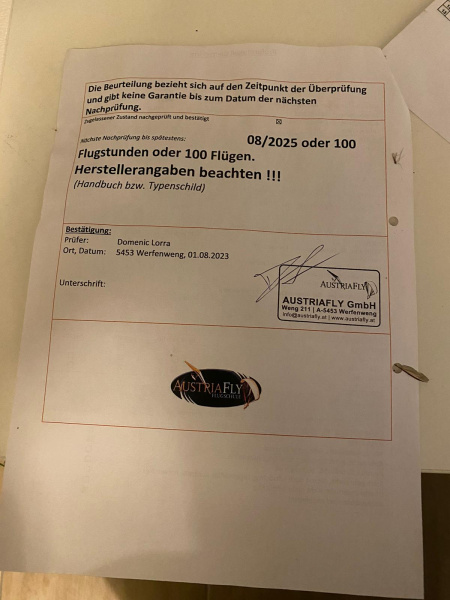 Die Beurteilung bezieht sich auf den Zeitpunkt der Überprüfung
und gibt keine Garantie bis zum Datum der nächsten
Nachprüfung.
Zugelassener Zustand nachgeprüft und bestätigt ☒
Nächste Nachprüfung bis spätestens: 08/2025 oder 100
Flugstunden oder 100 Flügen.
Herstellerangaben beachten !!!
(Handbuch bzw. Typenschild)
Bestätigung:
Prüfer: Domenic Lorra
Ort, Datum: 5453 Werfenweng, 01.08.2023
Unterschrift:
AUSTRIAFLY
AUSTRIAFLY GmbH
Weng 211 | A-5453 Werfenweng
info@austriafly.at | www.austriafly.at
AUSTRIAFLY
FLUGSCHULE